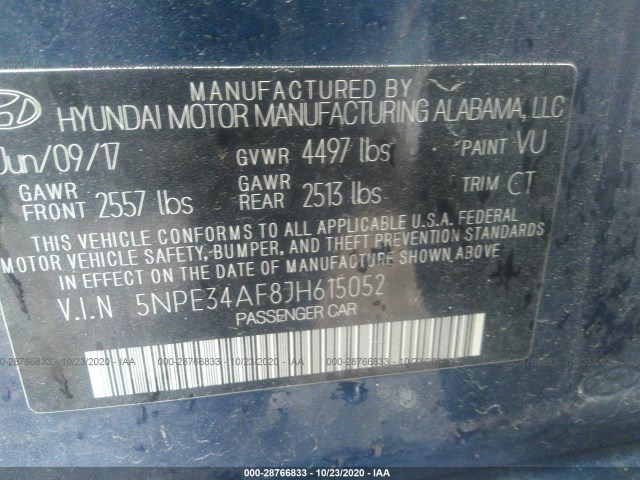 MANUFACTURED BY
HYUNDAI MOTOR MANUFACTURING ALABAMA, LLC
Jun/09/17 GVWR 4497 lbs PAINT VU
GAWR FRONT 2557 lbs GAWR REAR 2513 lbs TRIM CT
THIS VEHICLE CONFORMS TO ALL APPLICABLE U.S.A. FEDERAL
MOTOR VEHICLE SAFETY, BUMPER, AND THEFT PREVENTION STANDARDS
IN EFFECT ON THE DATE OF MANUFACTURE SHOWN ABOVE.
V.I.N 5NPE34AF8JH615052
PASSENGER CAR
000-28766833 - 10/23/2020 - IAA 000-28766833 - 10/23/2020 - IAA 000-28766833 - 10/23/2020 - IAA
000-28766833 - 10/23/2020 - IAA